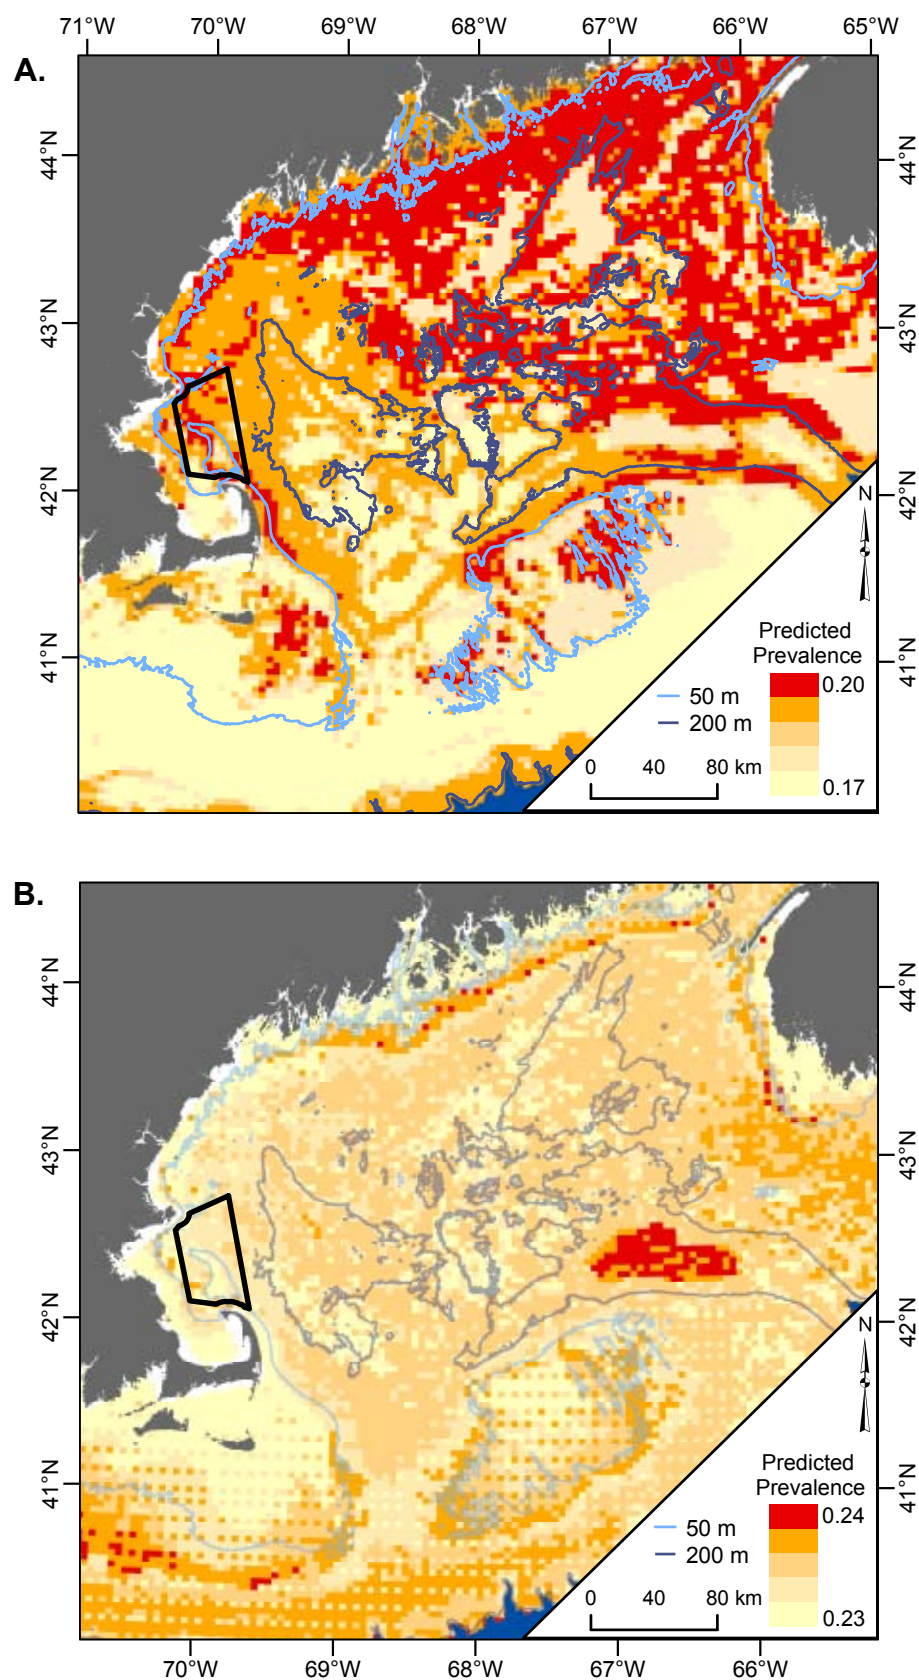 71°W 70°W 69°W 68°W 67°W 66°W 65°W
A.
44°N
43°N
42°N
41°N
44°N
43°N
42°N
41°N
N
Predicted
Prevalence
0.20
0.17
50 m
200 m
0 40 80 km
B.
44°N
43°N
42°N
41°N
44°N
43°N
42°N
41°N
N
Predicted
Prevalence
0.24
0.23
50 m
200 m
0 40 80 km
70°W 69°W 68°W 67°W 66°W